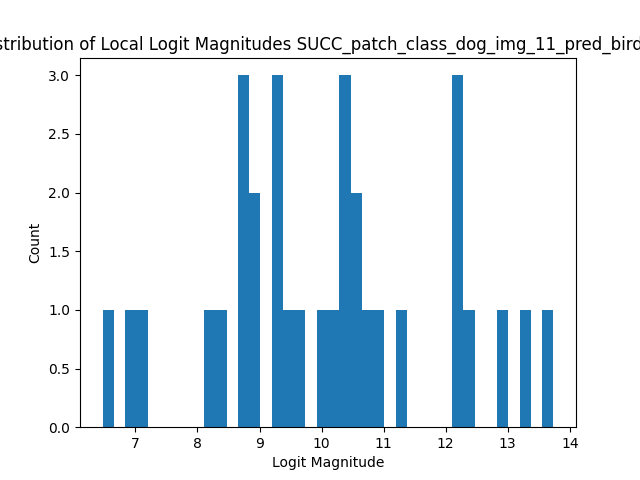 stribution of Local Logit Magnitudes SUCC_patch_class_dog_img_11_pred_bird
3.0
2.5
2.0
1.5
1.0
0.5
0.0
Count
7 8 9 10 11 12 13 14
Logit Magnitude